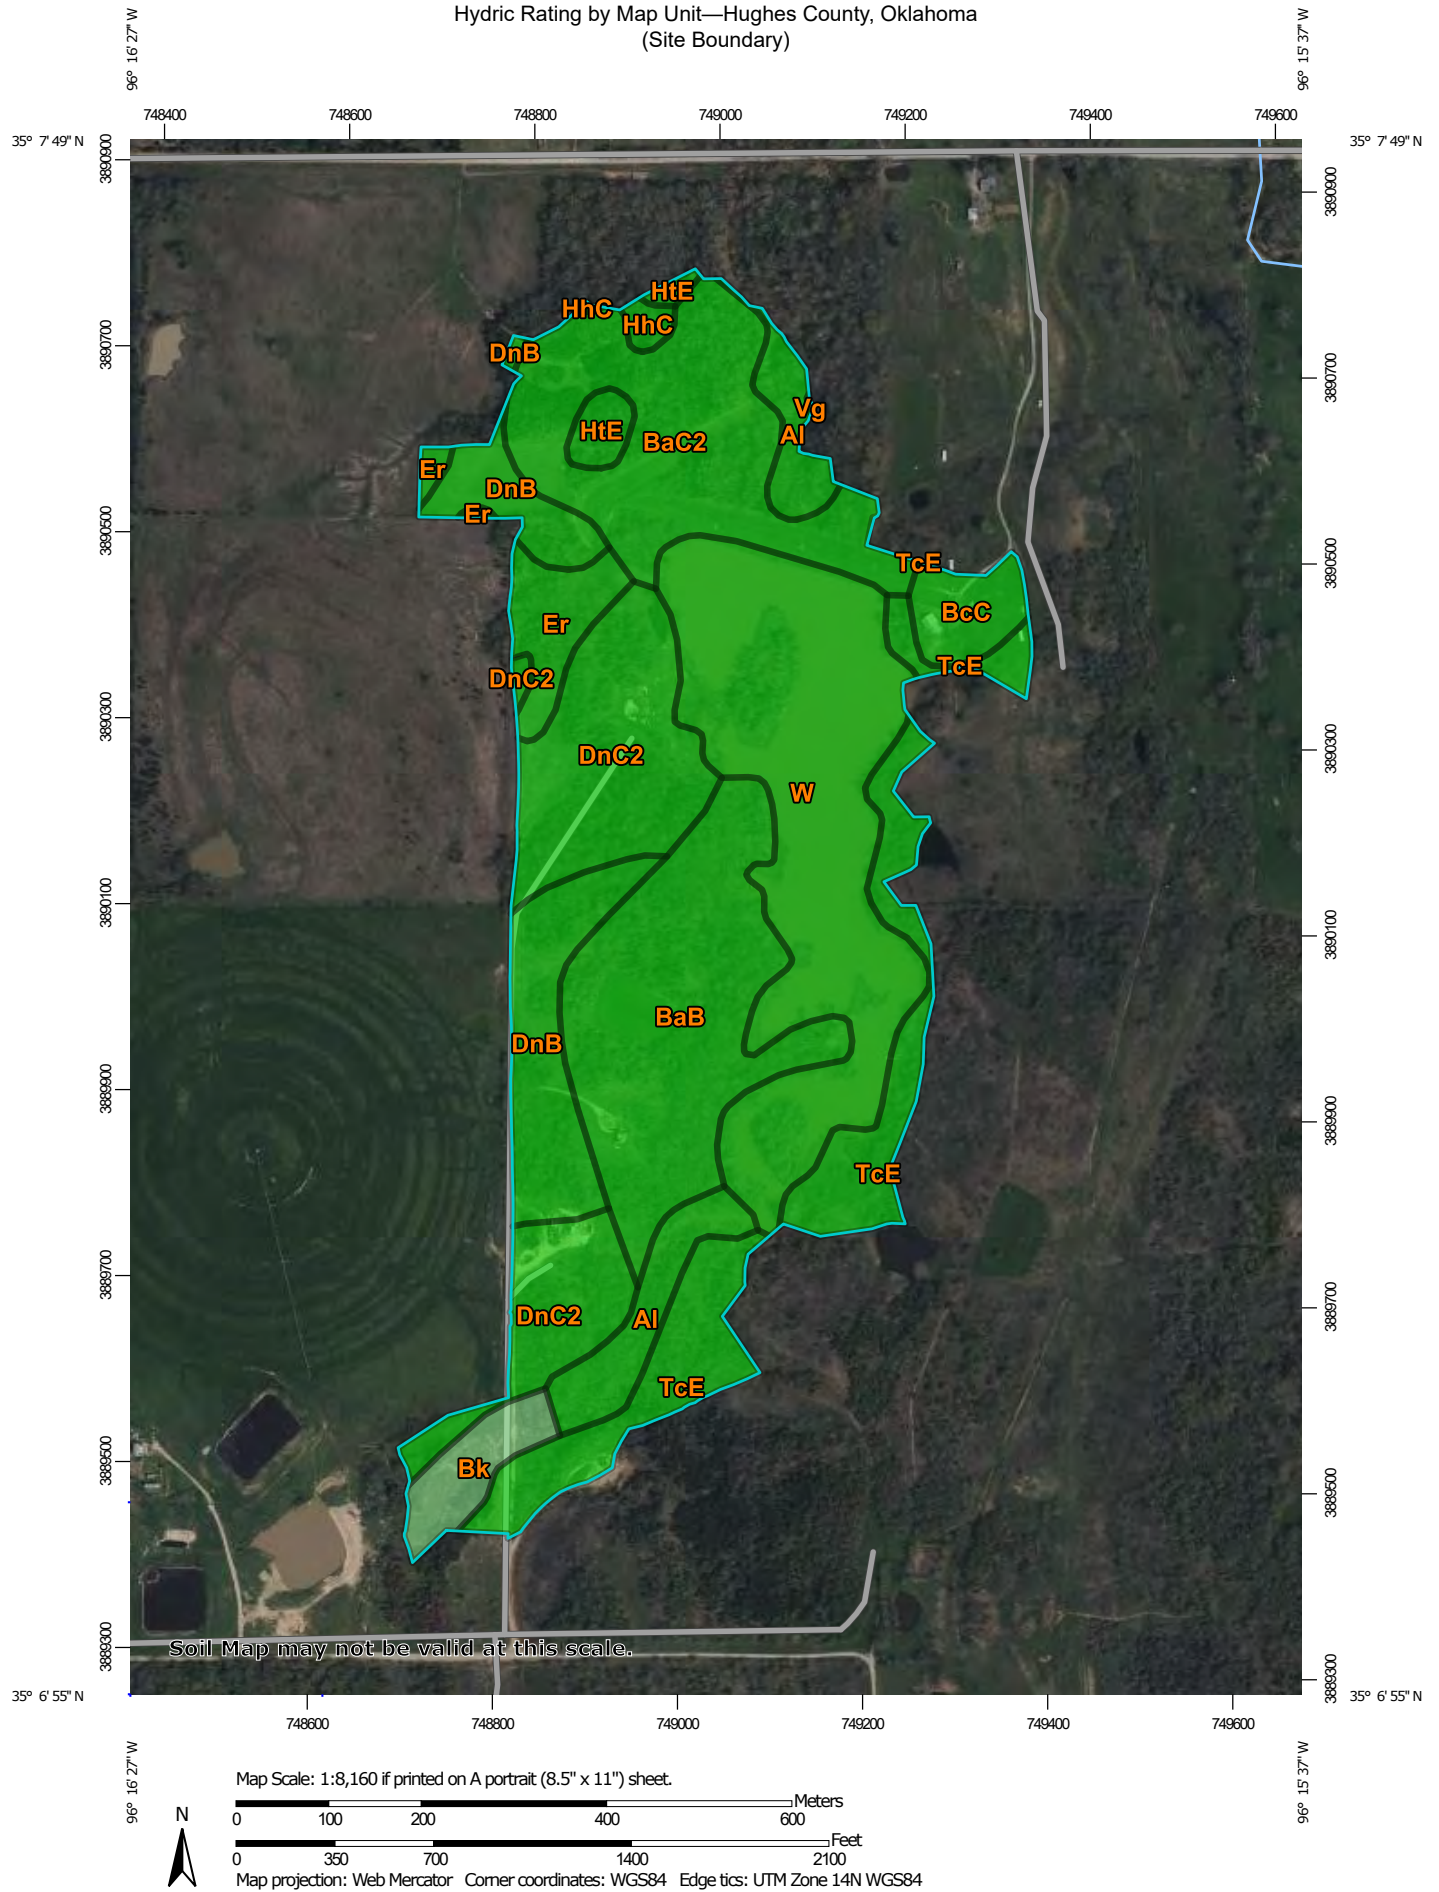 Hydric Rating by Map Unit—Hughes County, Oklahoma
(Site Boundary)
96° 16' 27" W
96° 15' 37" W
748400 748600 748800 749000 749200 749400 749600
35° 7' 49" N
35° 7' 49" N
3890900
3890900
HtE
HhC
HhC
3890700
DnB
3890700
Vg
HtE
Al
BaC2
Er
DnB
Er
3890500
3890500
TcE
BcC
Er
TcE
DnC2
3890300
3890300
DnC2
W
3890100
3890100
BaB
DnB
3889900
3889900
TcE
3889700
3889700
DnC2
Al
TcE
3889500
Bk
3889500
3889300
Soil Map may not be valid at this scale.
3889300
35° 6' 55" N
35° 6' 55" N
748600 748800 749000 749200 749400 749600
96° 16' 27" W
96° 15' 37" W
Map Scale: 1:8,160 if printed on A portrait (8.5" x 11") sheet.
Meters
N
0 100 200 400 600
Feet
0 350 700 1400 2100
Map projection: Web Mercator Corner coordinates: WGS84 Edge tics: UTM Zone 14N WGS84